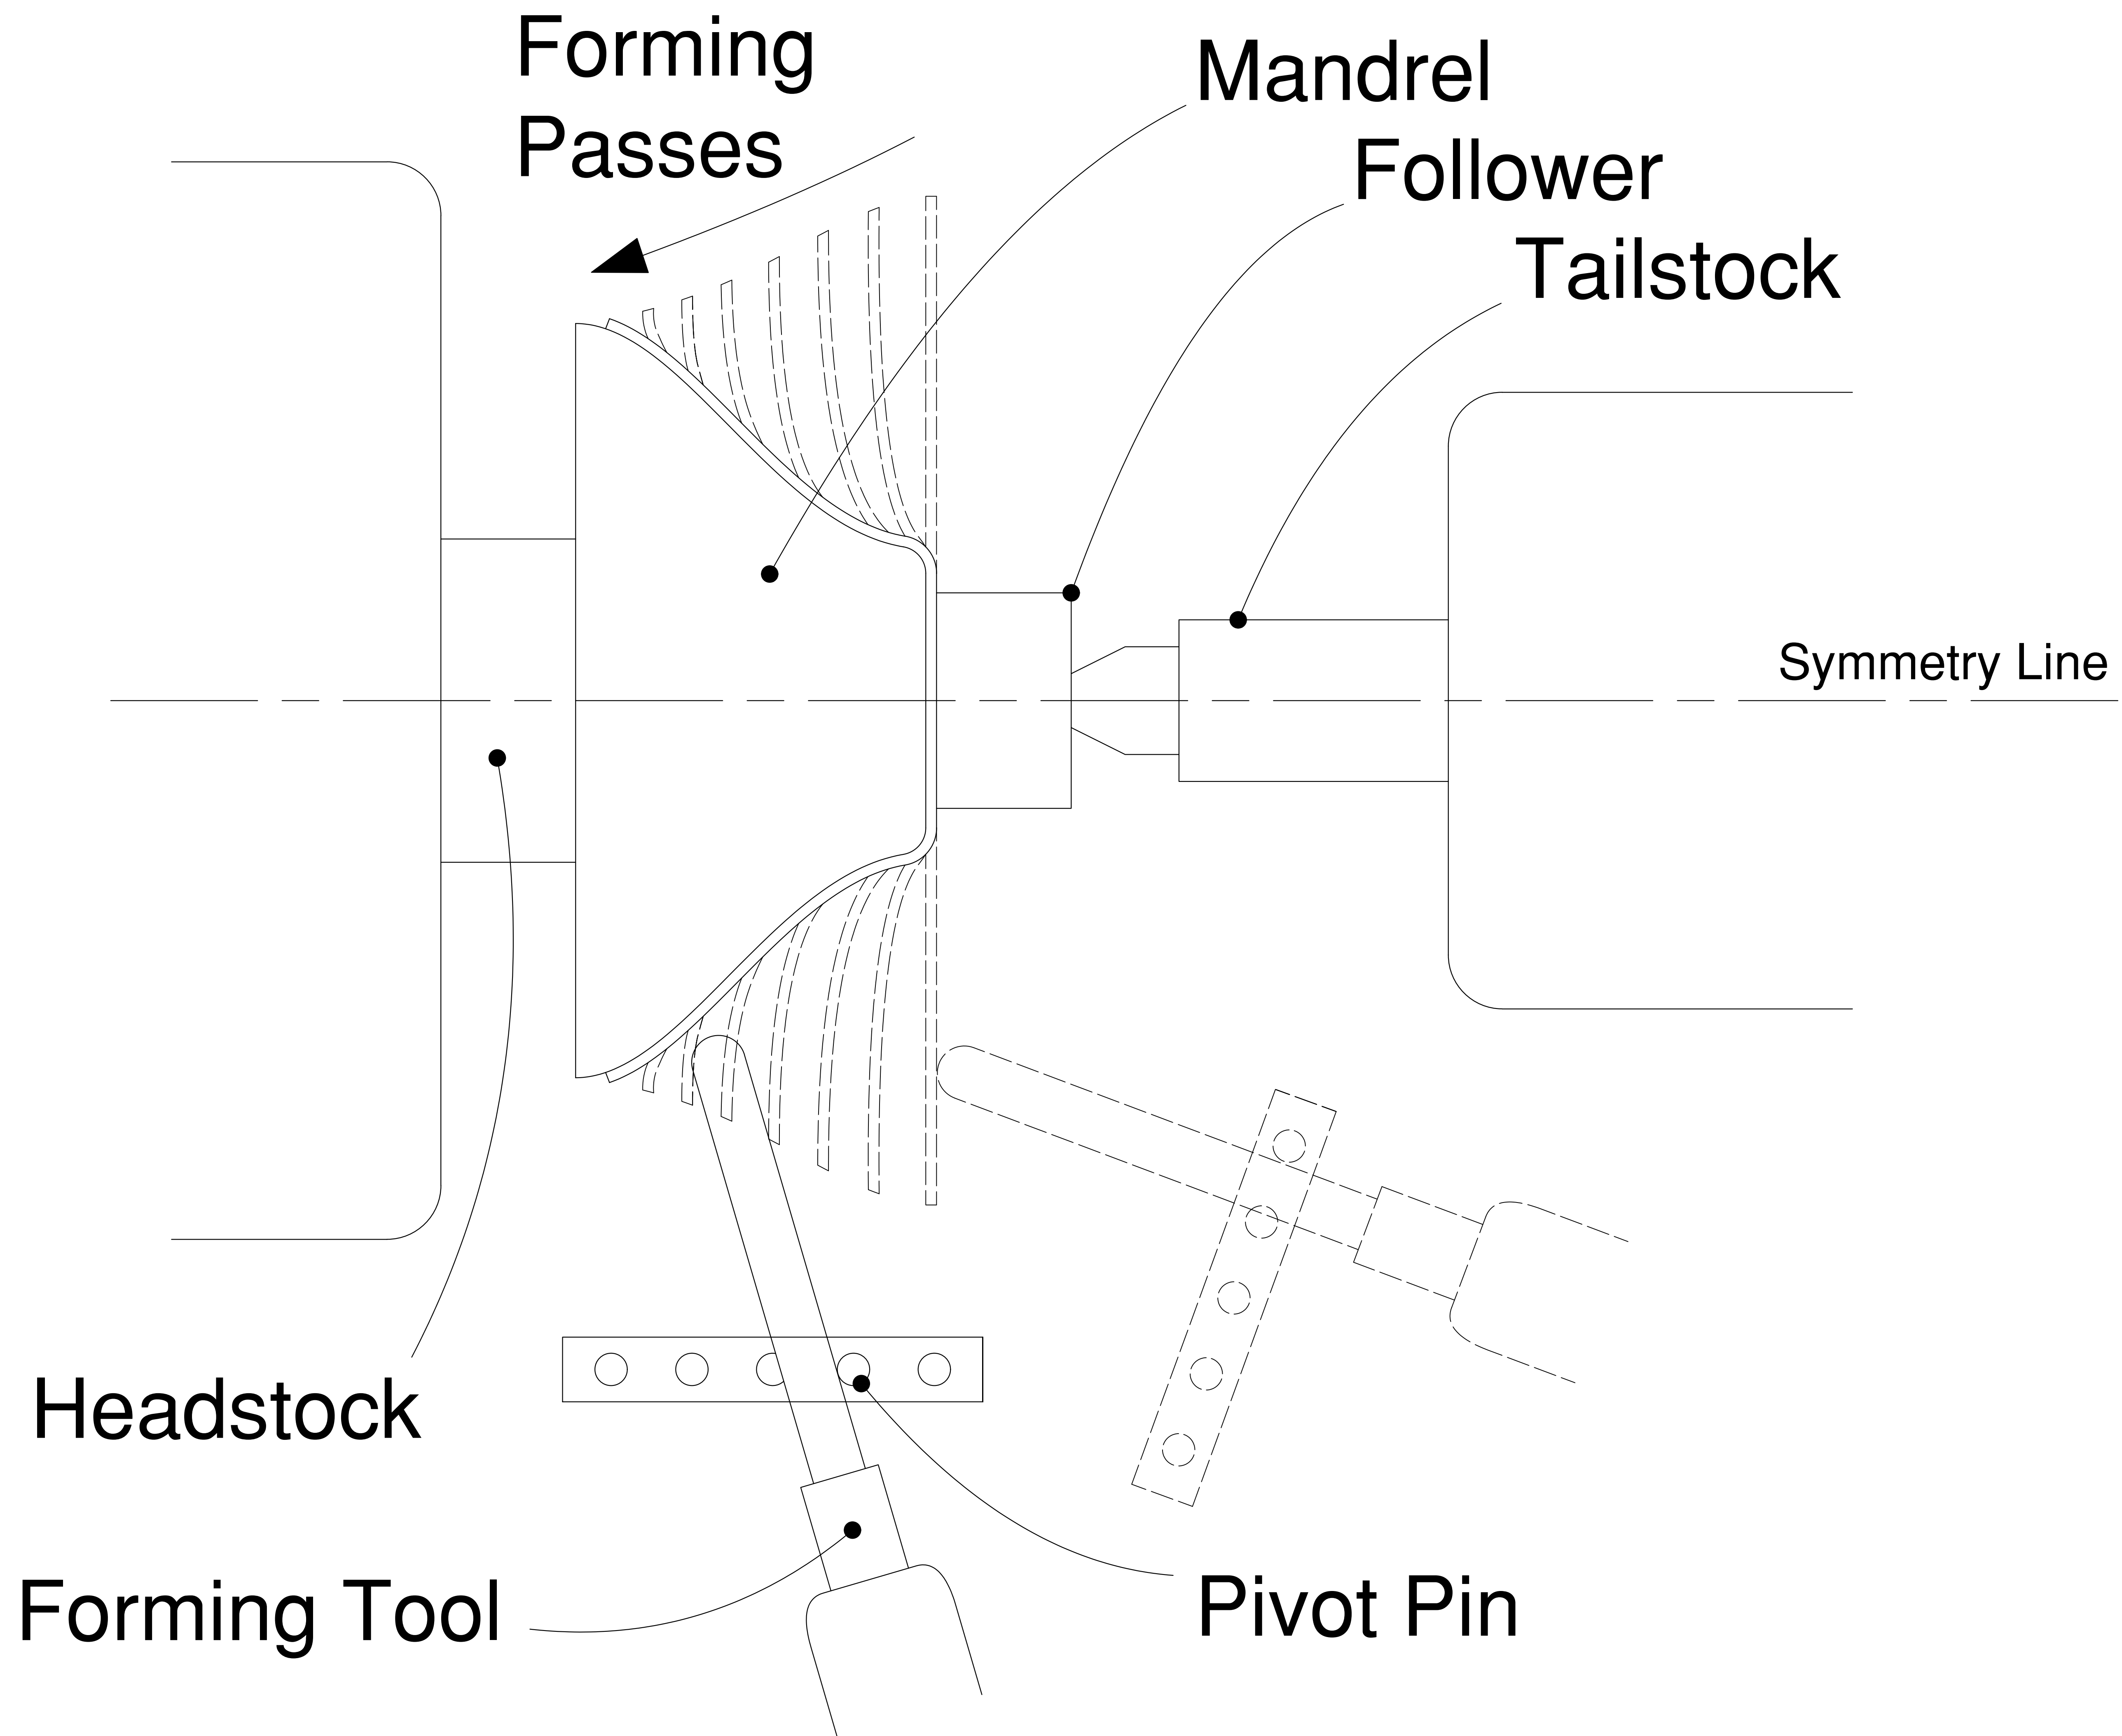 Forming
Passes
Mandrel
Follower
Tailstock
Symmetry Line
Headstock
Forming Tool
Pivot Pin